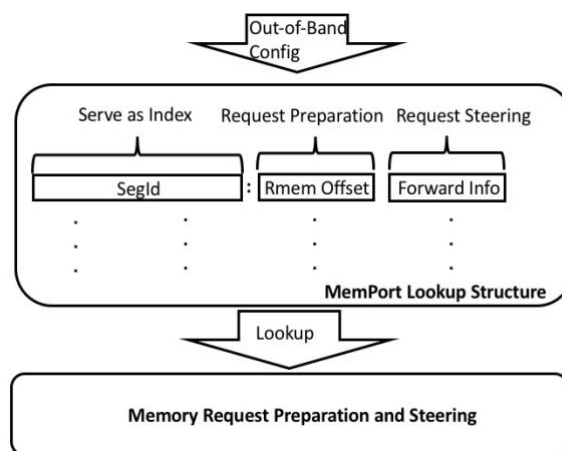 Out-of-Band
Config
Serve as Index Request Preparation Request Steering
SegId : Rmem Offset Forward Info
MemPort Lookup Structure
Lookup
Memory Request Preparation and Steering